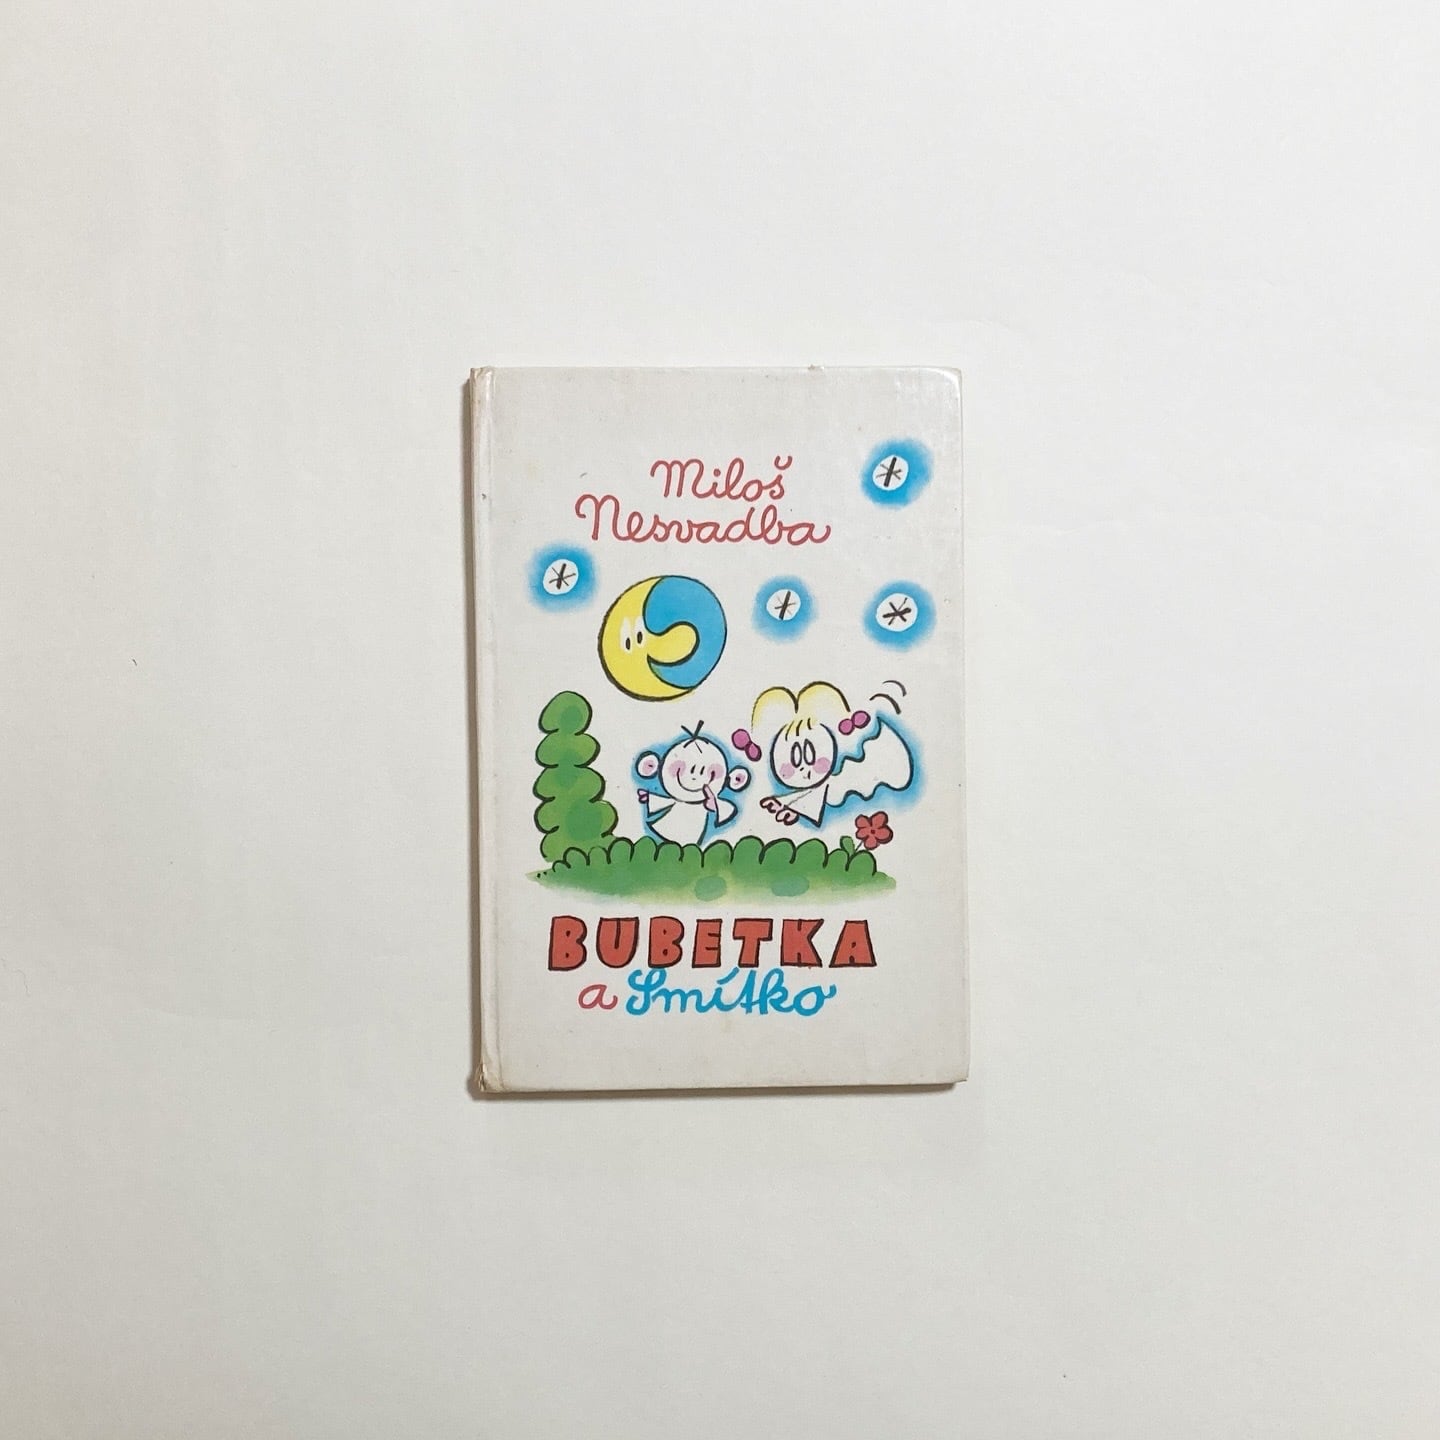 Miloš
Nesvadba
BUBETKA
a Smítko